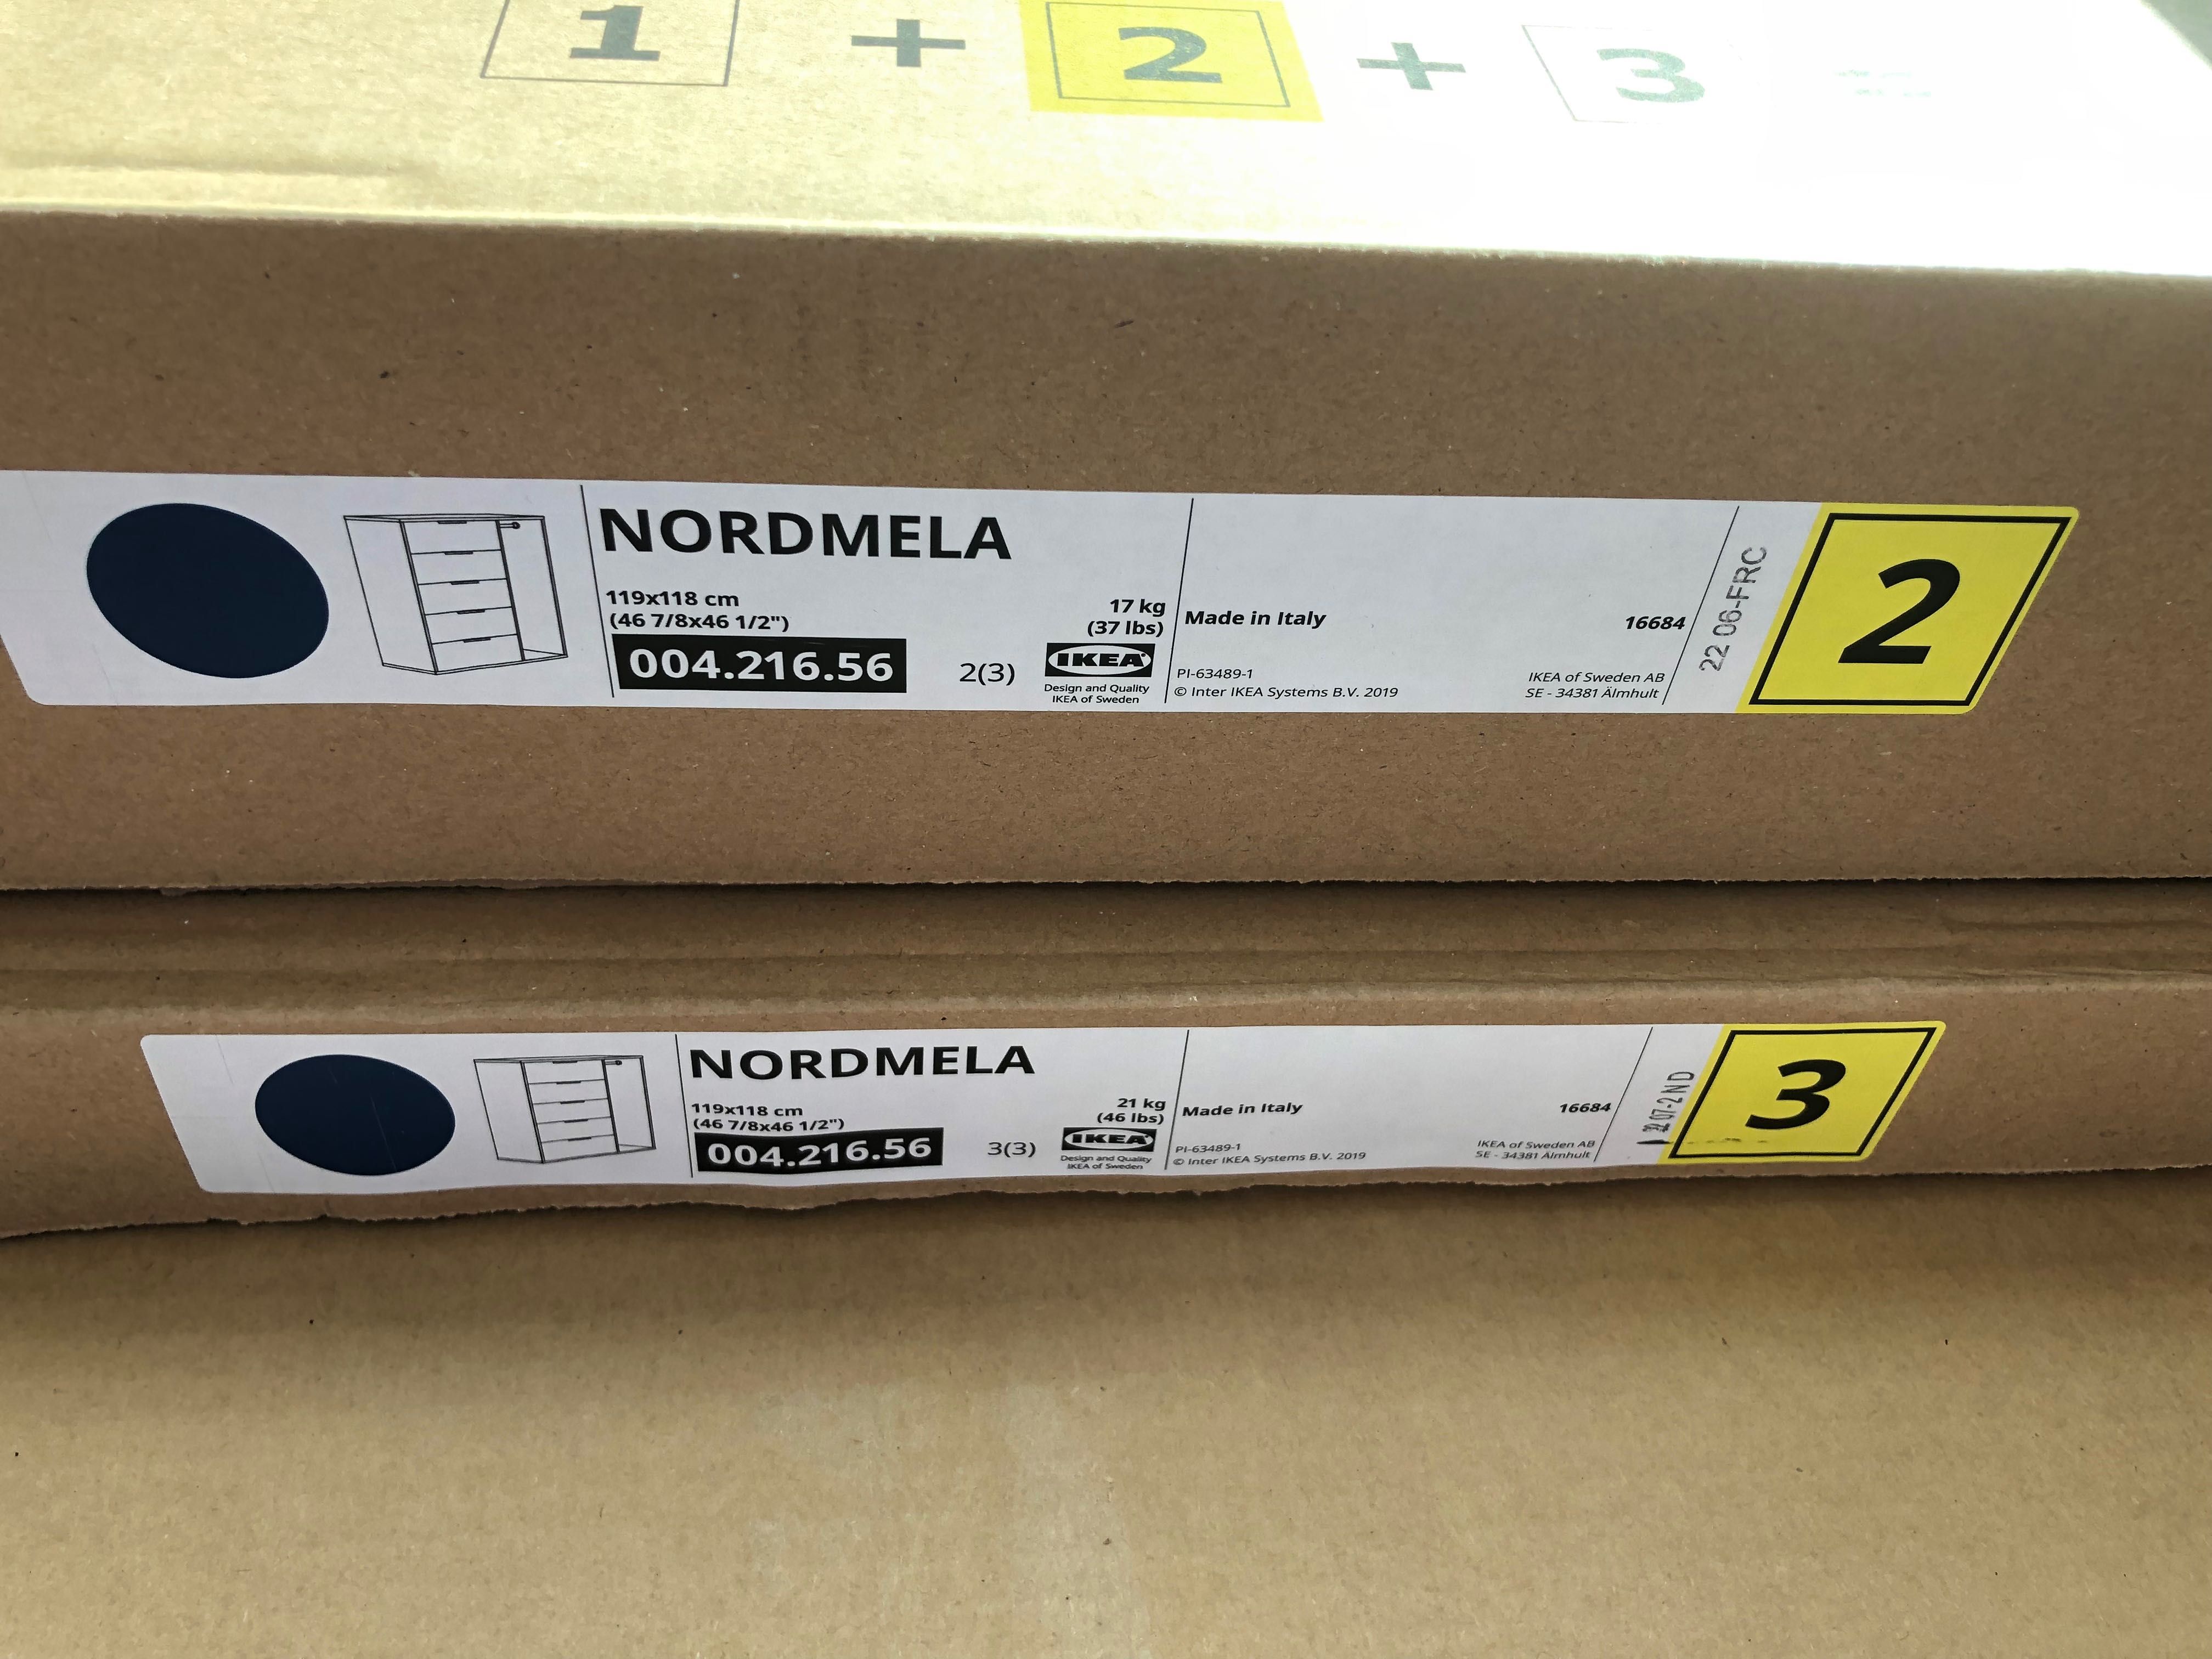 1 + 2 + 3 =
NORDMELA
119x118 cm
(46 7/8x46 1/2")
004.216.56
2(3)
17 kg
(37 lbs)
IKEA
Design and Quality
IKEA of Sweden
Made in Italy
PI-63489-1
© Inter IKEA Systems B.V. 2019
16684
IKEA of Sweden AB
SE - 34381 Älmhult
22 06-FRC
2
NORDMELA
119x118 cm
(46 7/8x46 1/2")
004.216.56
3(3)
21 kg
(46 lbs)
IKEA
Design and Quality
IKEA of Sweden
Made in Italy
PI-63489-1
© Inter IKEA Systems B.V. 2019
16684
IKEA of Sweden AB
SE - 34381 Älmhult
22 07-2 N D
3